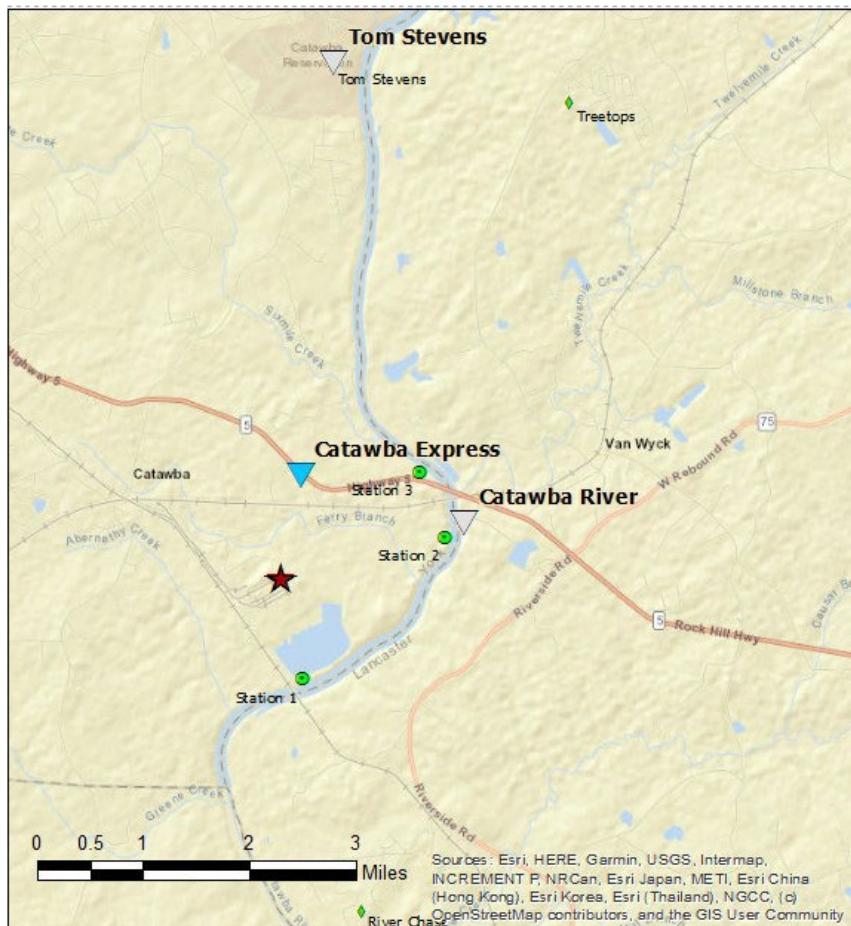 Tom Stevens
Catawba
Reservation
Tom Stevens
Treetops
Twelvemile Creek
Creek
Millstone Branch
Twelvemile Creek
Sixmile Creek
Highway 5
5
75
Van Wyck
W Rebound Rd
Catawba Express
Catawba
Highway 5
Station 3
Catawba River
Ferry Branch
Abernathy Creek
Station 2
York
Riverside Rd
5
Rock Hill Hwy
Lancaster
Station 1
Greene Creek
Riverside Rd
0 0.5 1 2 3
Miles
Sources: Esri, HERE, Garmin, USGS, Intermap,
INCREMENT P, NRCan, Esri Japan, METI, Esri China
(Hong Kong), Esri Korea, Esri (Thailand), NGCC, (c)
OpenStreetMap contributors, and the GIS User Community
River Chase